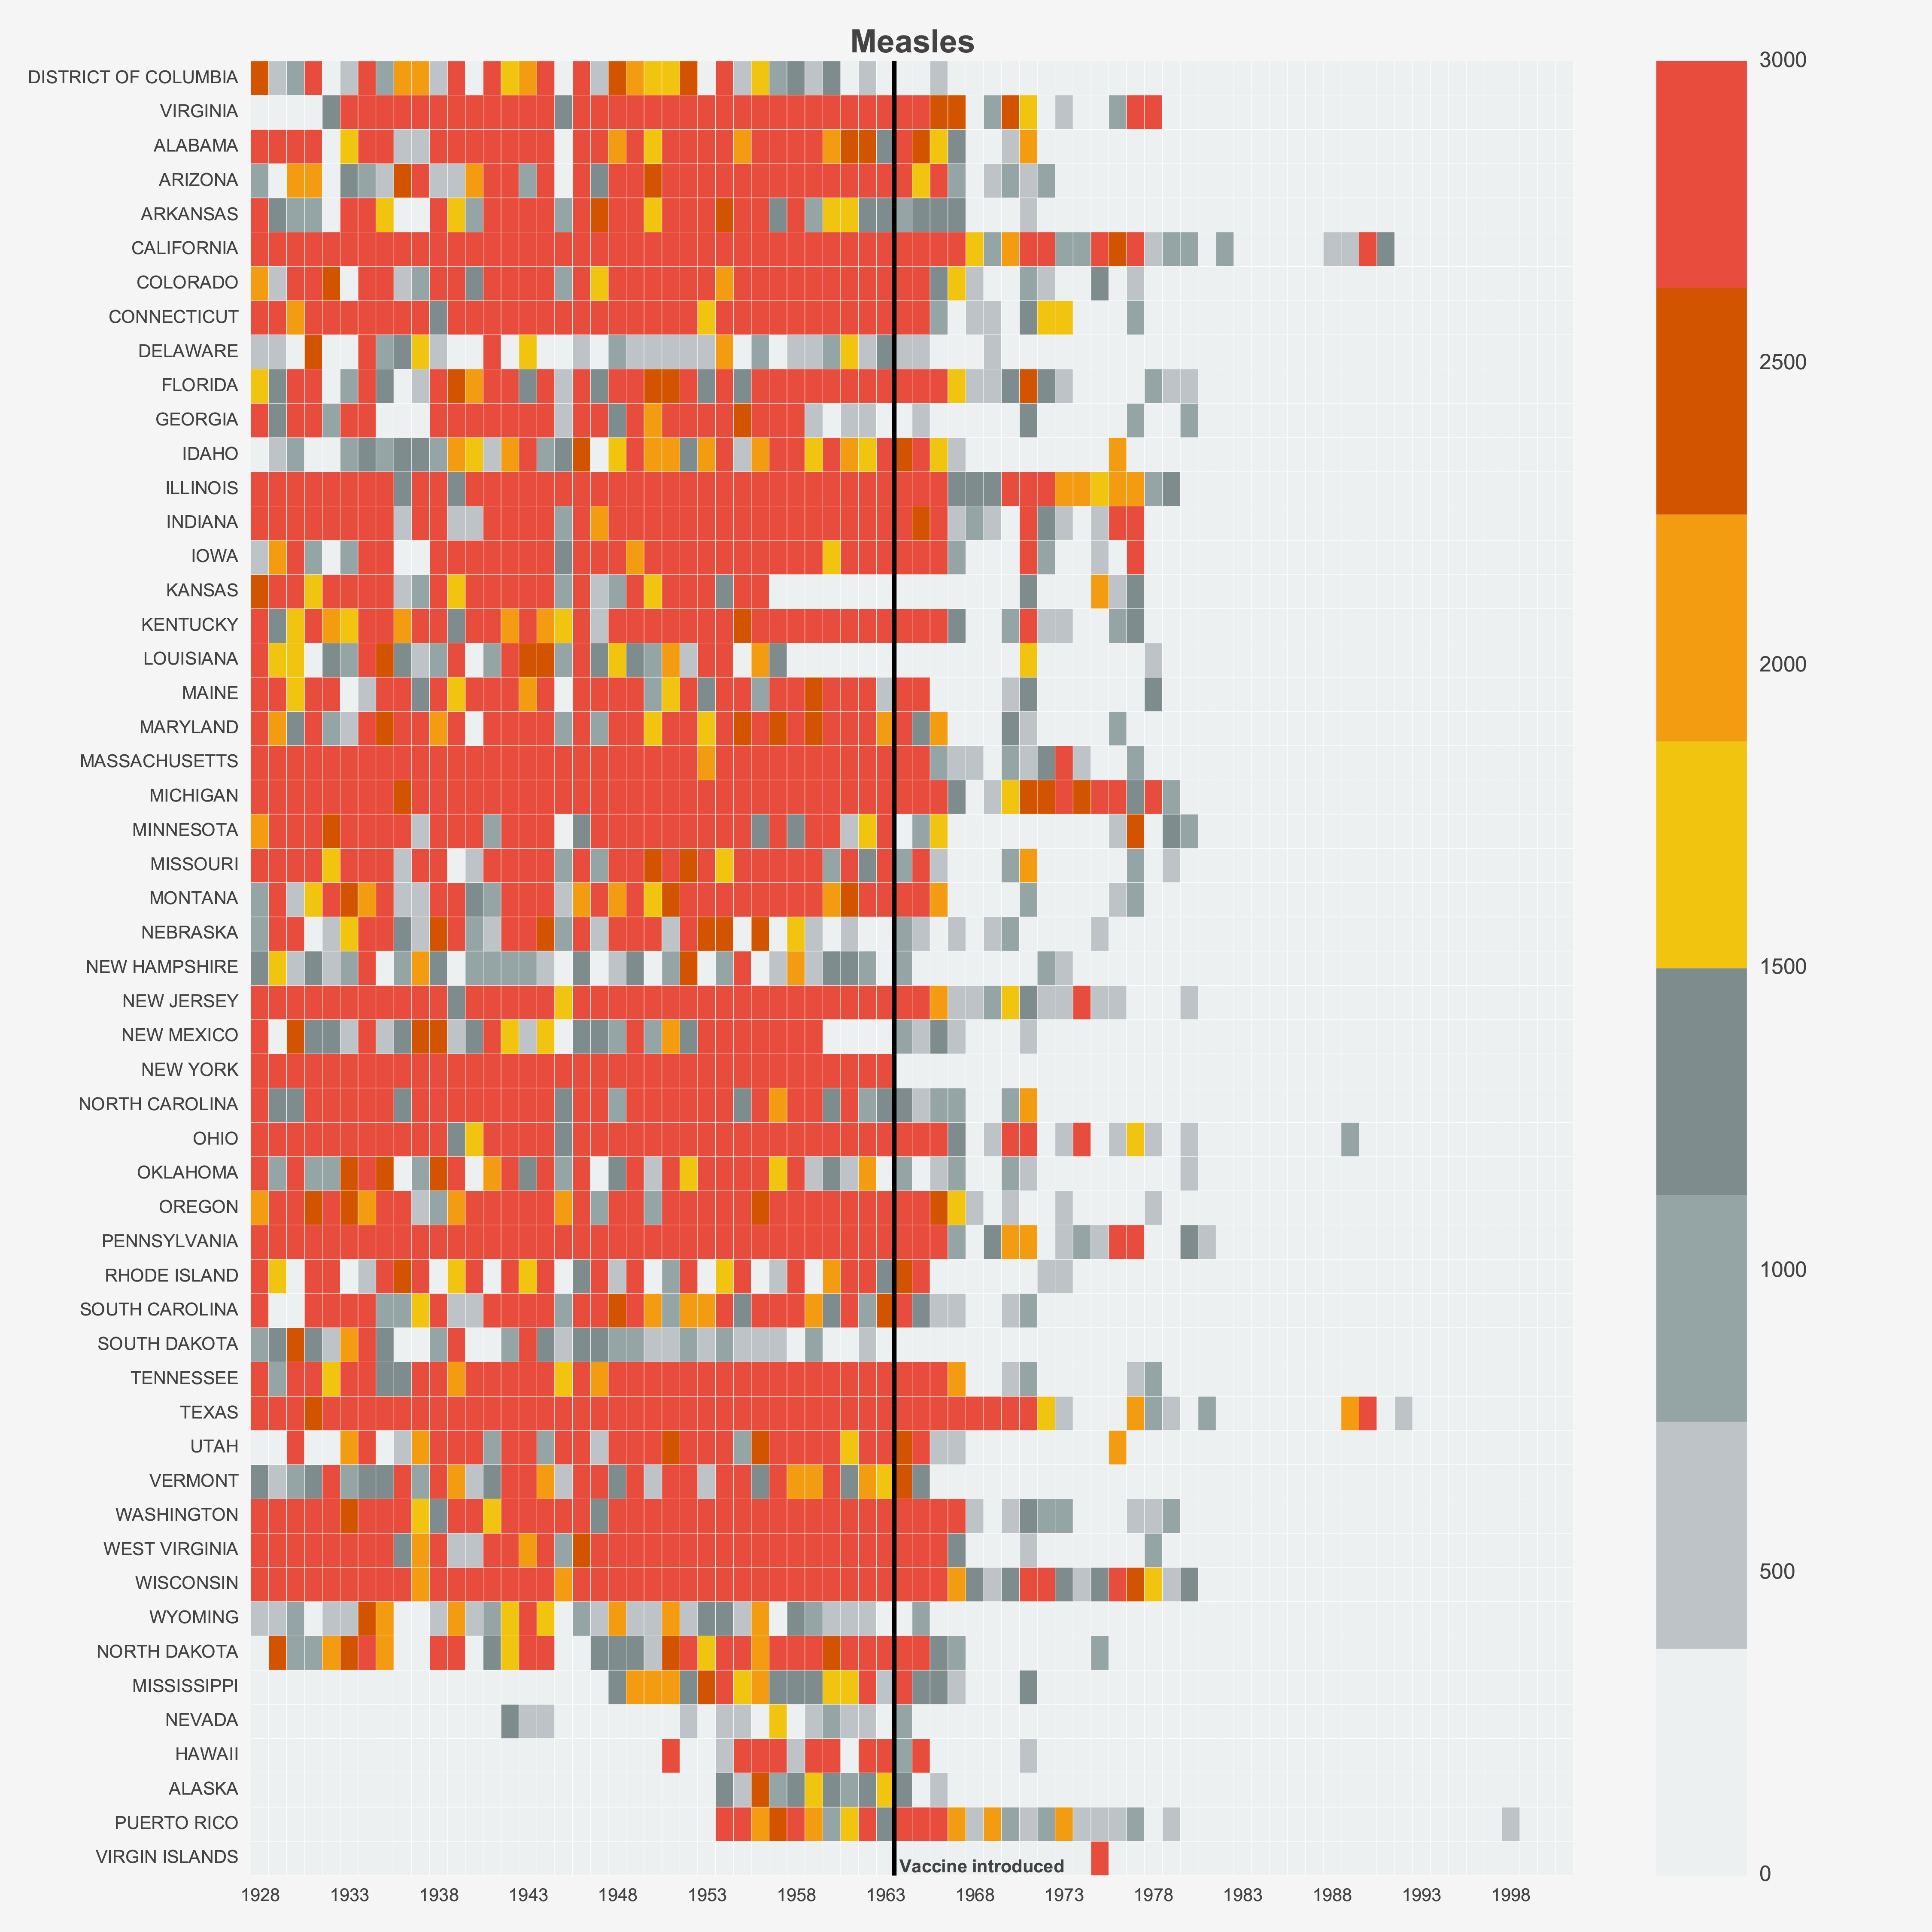 Measles
DISTRICT OF COLUMBIA
VIRGINIA
ALABAMA
ARIZONA
ARKANSAS
CALIFORNIA
COLORADO
CONNECTICUT
DELAWARE
FLORIDA
GEORGIA
IDAHO
ILLINOIS
INDIANA
IOWA
KANSAS
KENTUCKY
LOUISIANA
MAINE
MARYLAND
MASSACHUSETTS
MICHIGAN
MINNESOTA
MISSOURI
MONTANA
NEBRASKA
NEW HAMPSHIRE
NEW JERSEY
NEW MEXICO
NEW YORK
NORTH CAROLINA
OHIO
OKLAHOMA
OREGON
PENNSYLVANIA
RHODE ISLAND
SOUTH CAROLINA
SOUTH DAKOTA
TENNESSEE
TEXAS
UTAH
VERMONT
WASHINGTON
WEST VIRGINIA
WISCONSIN
WYOMING
NORTH DAKOTA
MISSISSIPPI
NEVADA
HAWAII
ALASKA
PUERTO RICO
VIRGIN ISLANDS
Vaccine introduced
1928 1933 1938 1943 1948 1953 1958 1963 1968 1973 1978 1983 1988 1993 1998
3000
2500
2000
1500
1000
500
0